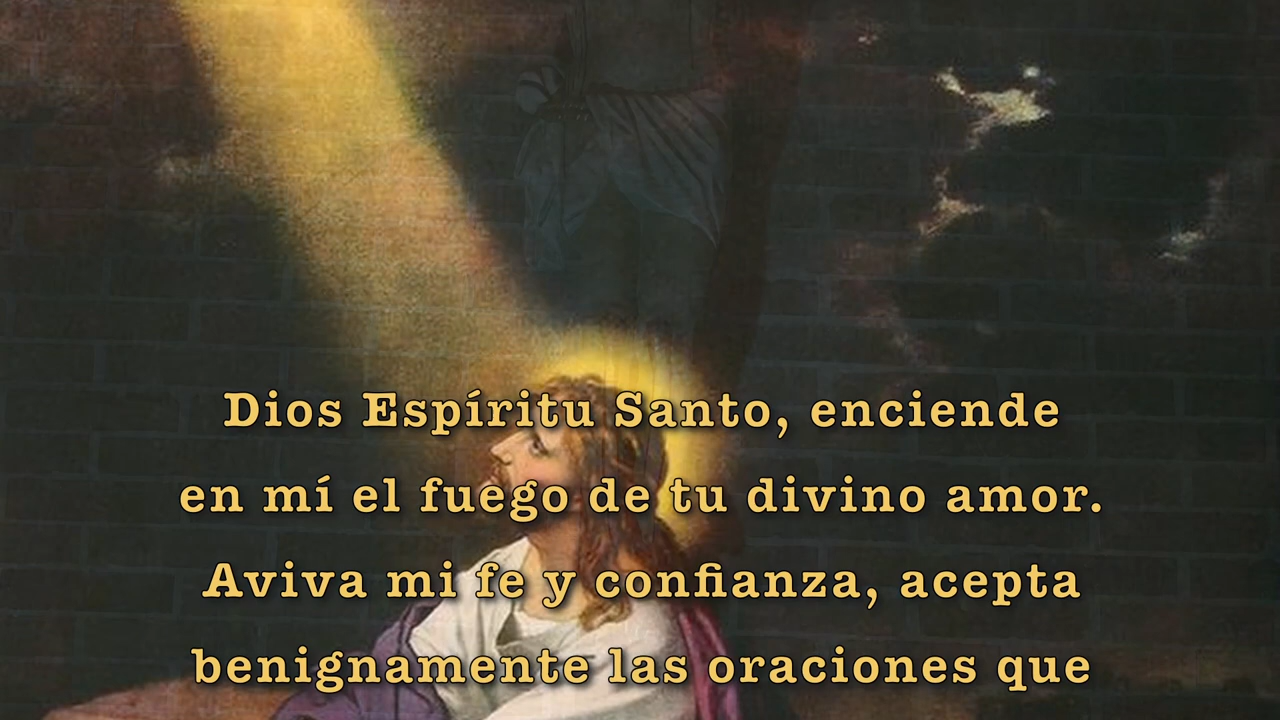 Dios Espíritu Santo, enciende
en mí el fuego de tu divino amor.
Aviva mi fe y confianza, acepta
benignamente las oraciones que